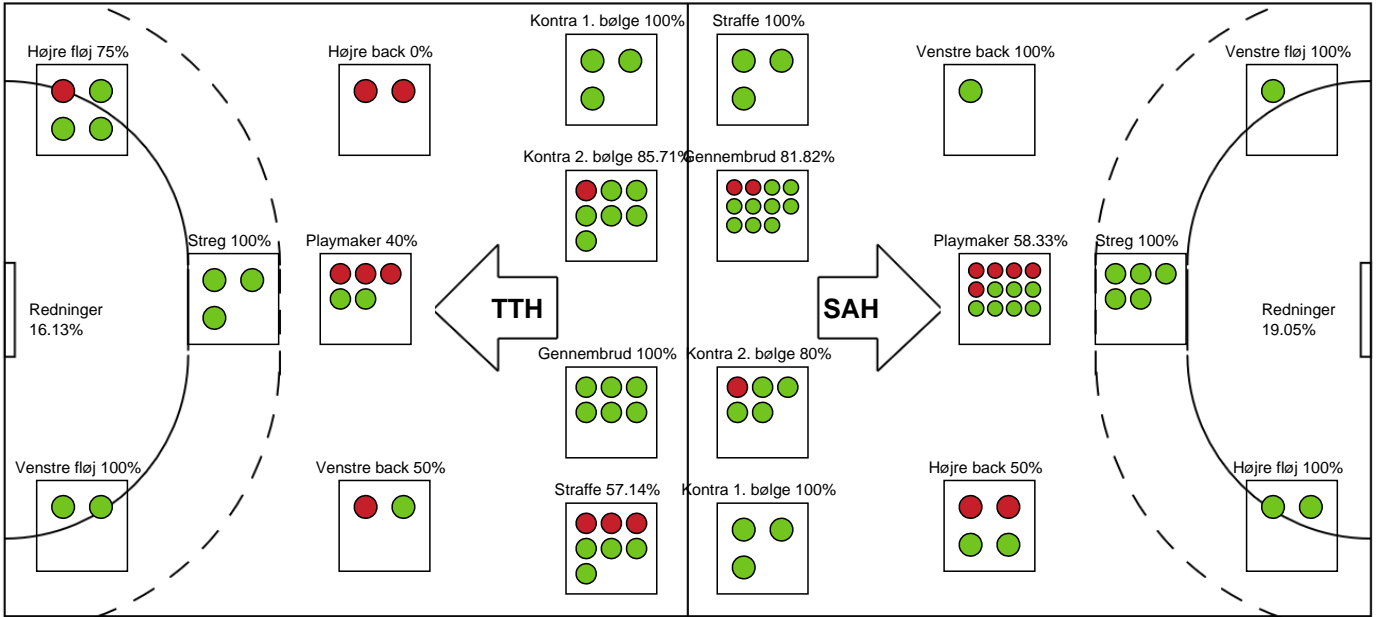 Kontra 1. bølge 100%
Straffe 100%
Højre fløj 75%
Højre back 0%
Venstre back 100%
Venstre fløj 100%
Kontra 2. bølge 85.71%
Gennembrud 81.82%
Streg 100%
Playmaker 40%
Playmaker 58.33%
Streg 100%
TTH
SAH
Redninger
16.13%
Redninger
19.05%
Gennembrud 100%
Kontra 2. bølge 80%
Venstre fløj 100%
Venstre back 50%
Højre back 50%
Højre fløj 100%
Straffe 57.14%
Kontra 1. bølge 100%